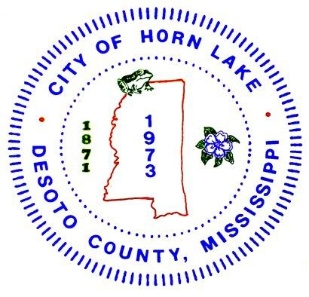 CITY OF HORN LAKE
1871
1973
DESOTO COUNTY, MISSISSIPPI